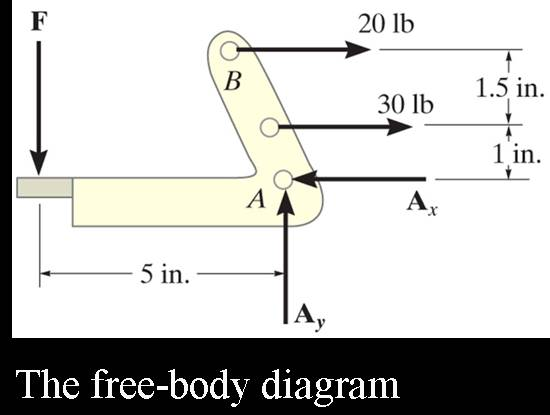 F
20 lb
B
1.5 in.
30 lb
1 in.
A
Ax
5 in.
Ay
The free-body diagram